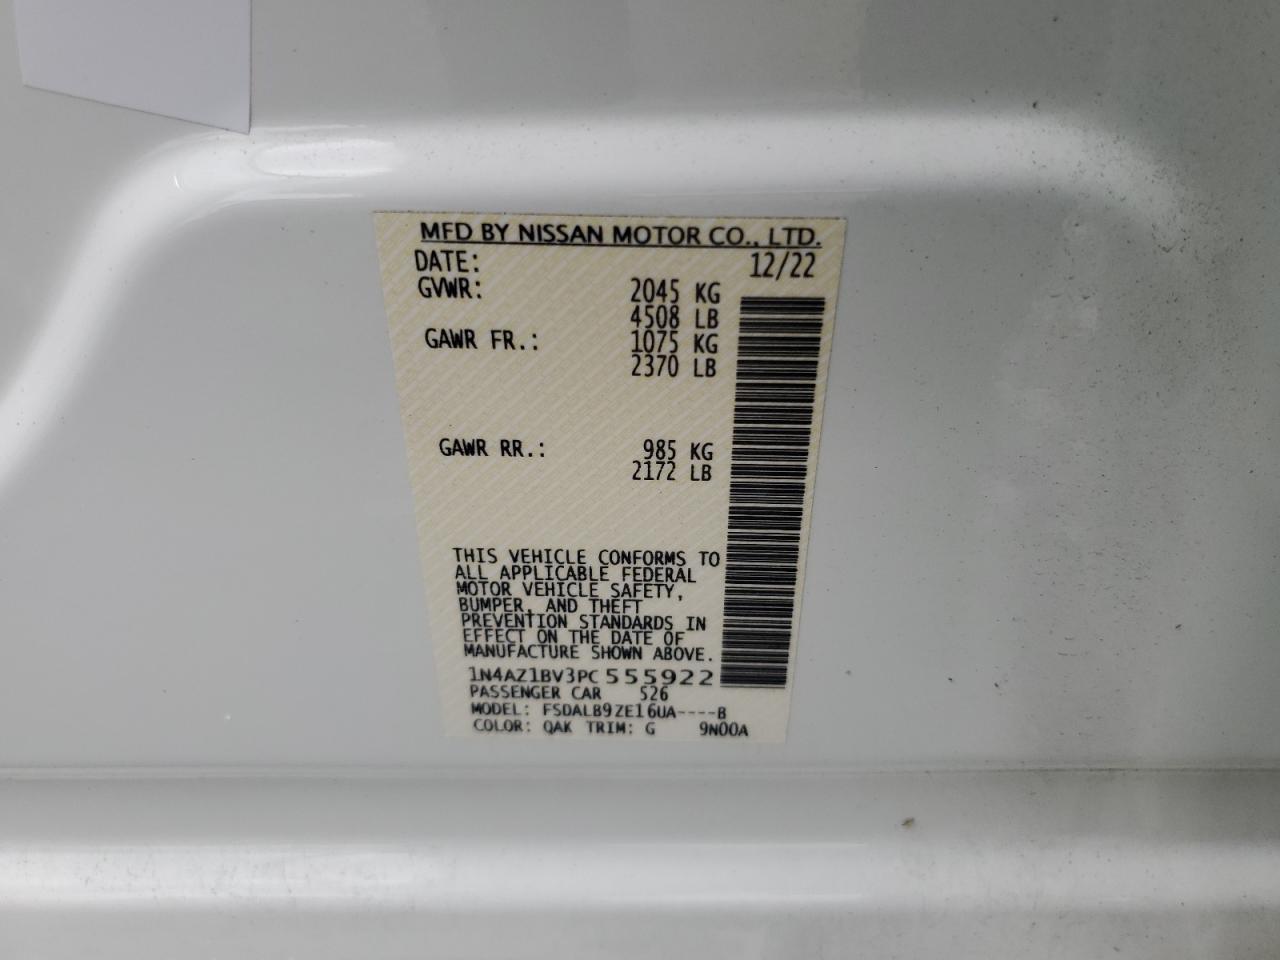 MFD BY NISSAN MOTOR CO., LTD.
DATE: 12/22
GVWR: 2045 KG
4508 LB
GAWR FR.: 1075 KG
2370 LB
GAWR RR.: 985 KG
2172 LB
THIS VEHICLE CONFORMS TO
ALL APPLICABLE FEDERAL
MOTOR VEHICLE SAFETY,
BUMPER, AND THEFT
PREVENTION STANDARDS IN
EFFECT ON THE DATE OF
MANUFACTURE SHOWN ABOVE.
1N4AZ1BV3PC555922
PASSENGER CAR 526
MODEL: FSDALB9ZE16UA----B
COLOR: QAK TRIM: G 9N00A